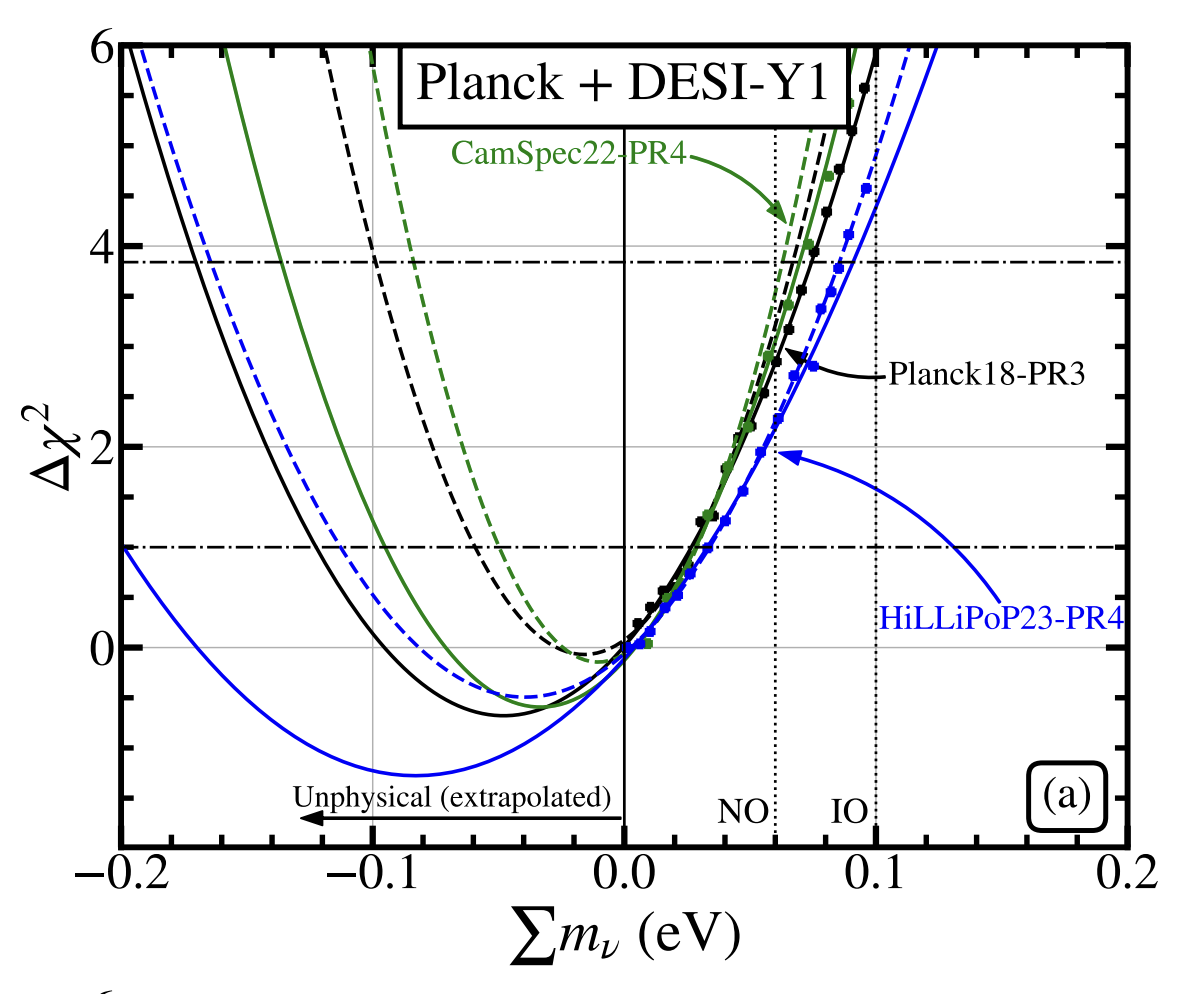 Planck + DESI-Y1
CamSpec22-PR4
Planck18-PR3
HiLLiPoP23-PR4
Unphysical (extrapolated)
NO
IO
(a)
6
4
2
0
Δχ²
−0.2
−0.1
0.0
0.1
0.2
∑mᵥ (eV)